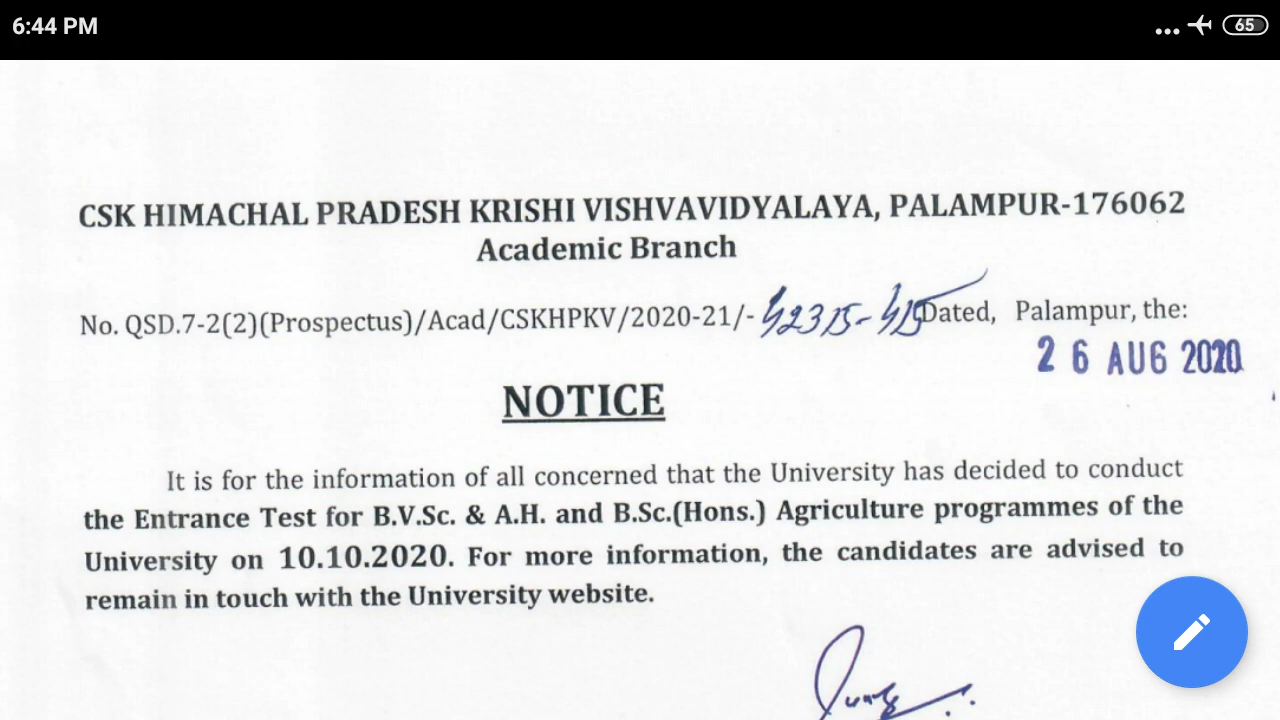 6:44 PM
65
CSK HIMACHAL PRADESH KRISHI VISHVAVIDYALAYA, PALAMPUR-176062
Academic Branch
No. QSD.7-2(2)(Prospectus)/Acad/CSKHPKV/2020-21/- Dated, Palampur, the:
2 6 AUG 2020
NOTICE
It is for the information of all concerned that the University has decided to conduct
the Entrance Test for B.V.Sc. & A.H. and B.Sc.(Hons.) Agriculture programmes of the
University on 10.10.2020. For more information, the candidates are advised to
remain in touch with the University website.